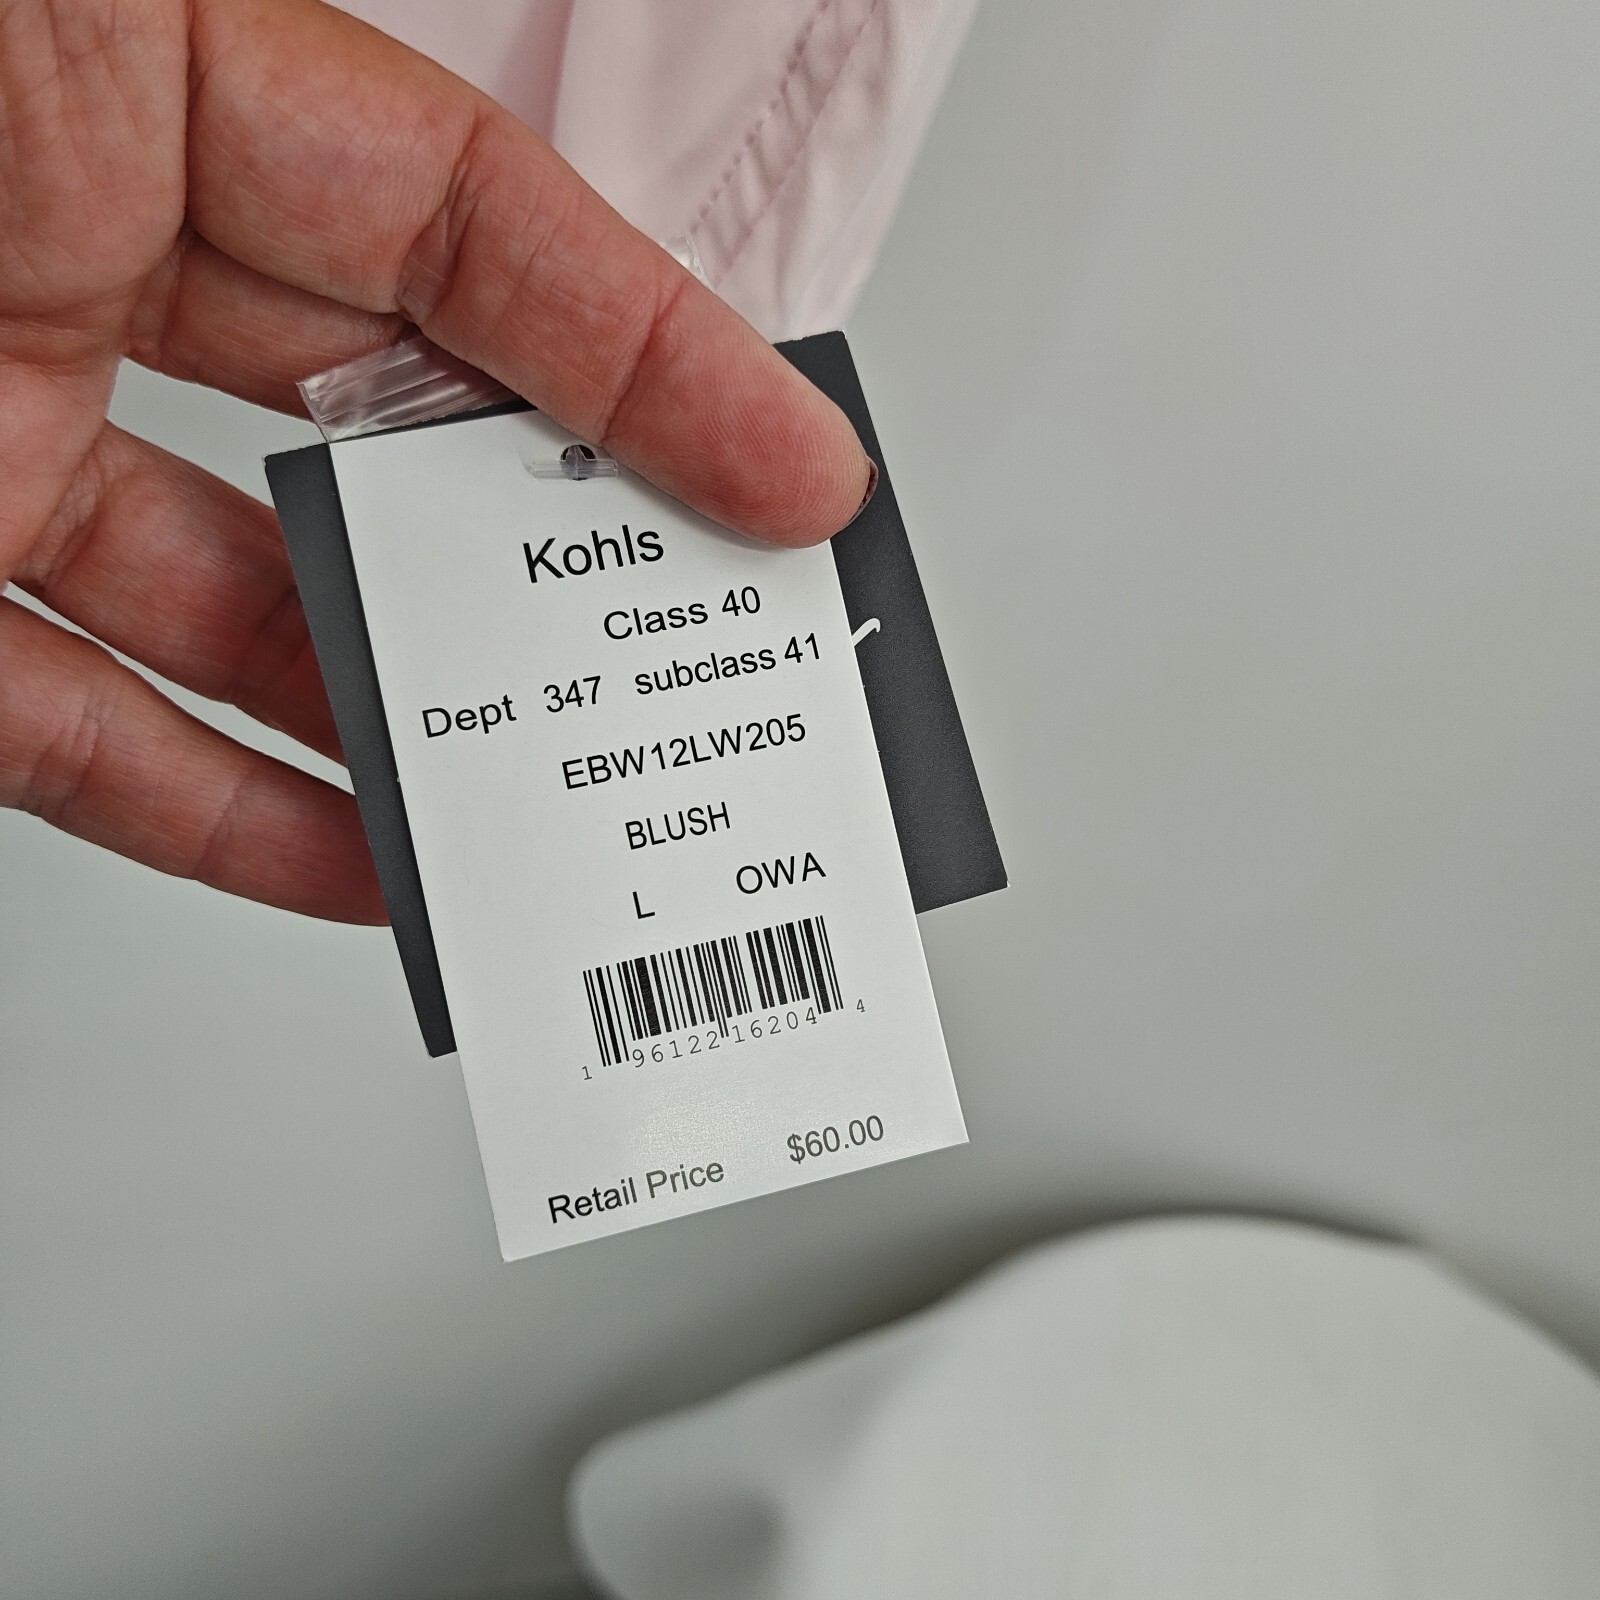 Kohls
Class 40
Dept 347 subclass 41
EBW12LW205
BLUSH
L OWA
1 96122 16204 4
Retail Price $60.00